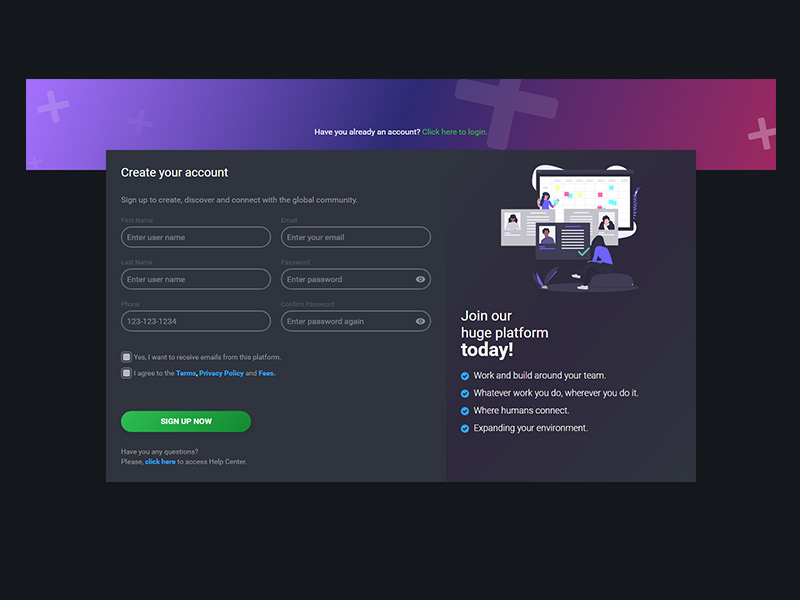 Have you already an account? Click here to login.
Create your account
Sign up to create, discover and connect with the global community.
First Name
Email
Enter user name
Enter your email
Last Name
Password
Enter user name
Enter password
Phone
Confirm Password
123-123-1234
Enter password again
Yes, I want to receive emails from this platform.
I agree to the Terms, Privacy Policy and Fees.
SIGN UP NOW
Have you any questions?
Please, click here to access Help Center.
Join our
huge platform
today!
Work and build around your team.
Whatever work you do, wherever you do it.
Where humans connect.
Expanding your environment.